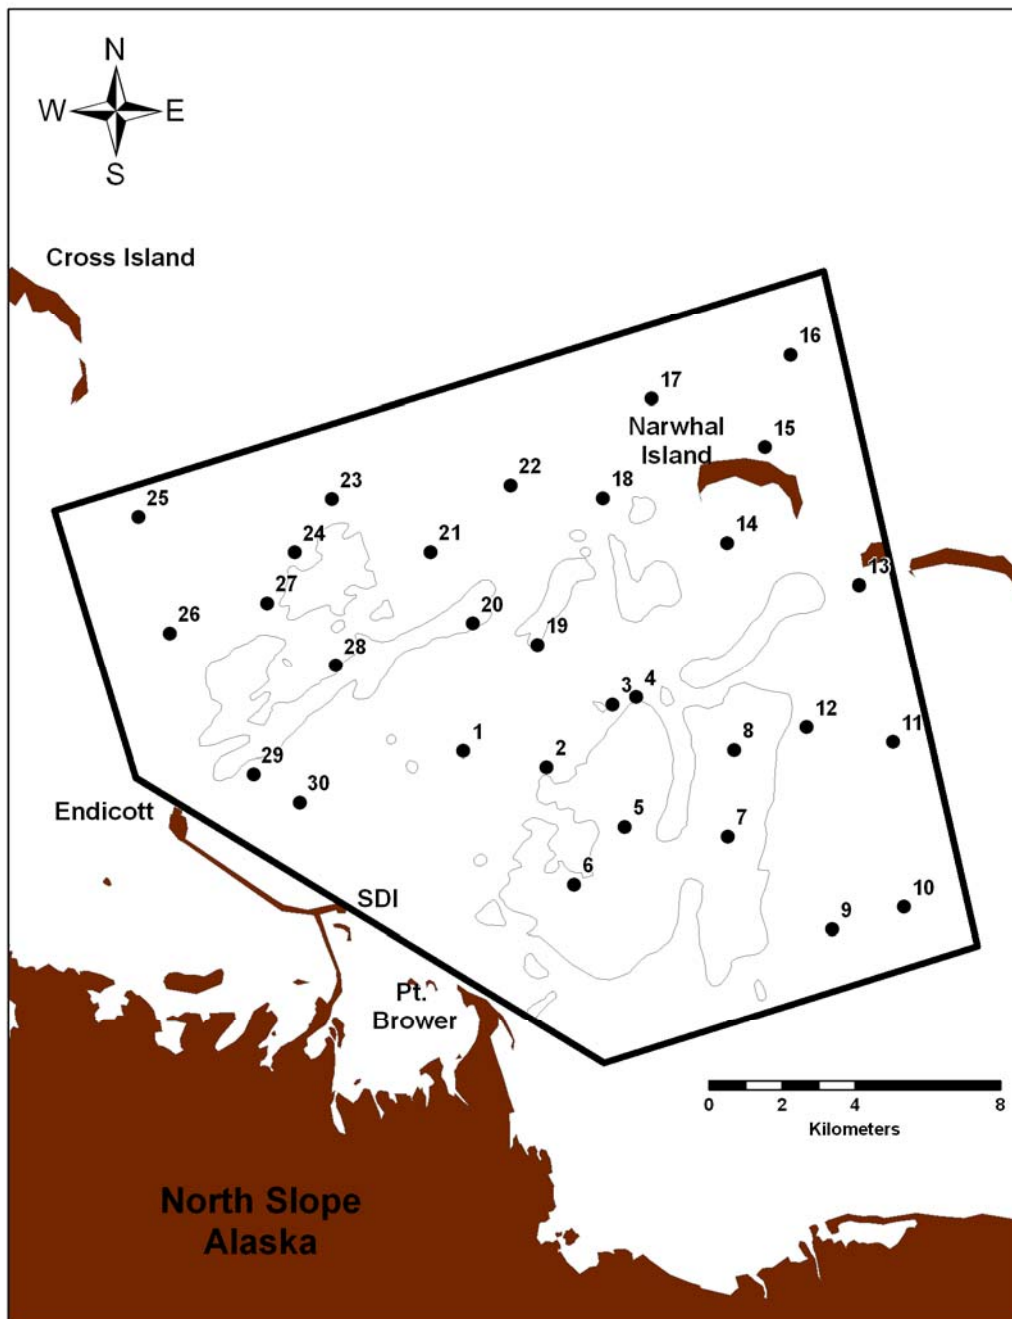 N
W E
S
Cross Island
16
17
Narwhal
Island
15
25
23
22
18
24
21
14
13
27
26
20
19
28
3
4
12
11
1
2
8
29
30
Endicott
5
7
6
SDI
10
9
Pt.
Brower
0 2 4 8
Kilometers
North Slope
Alaska